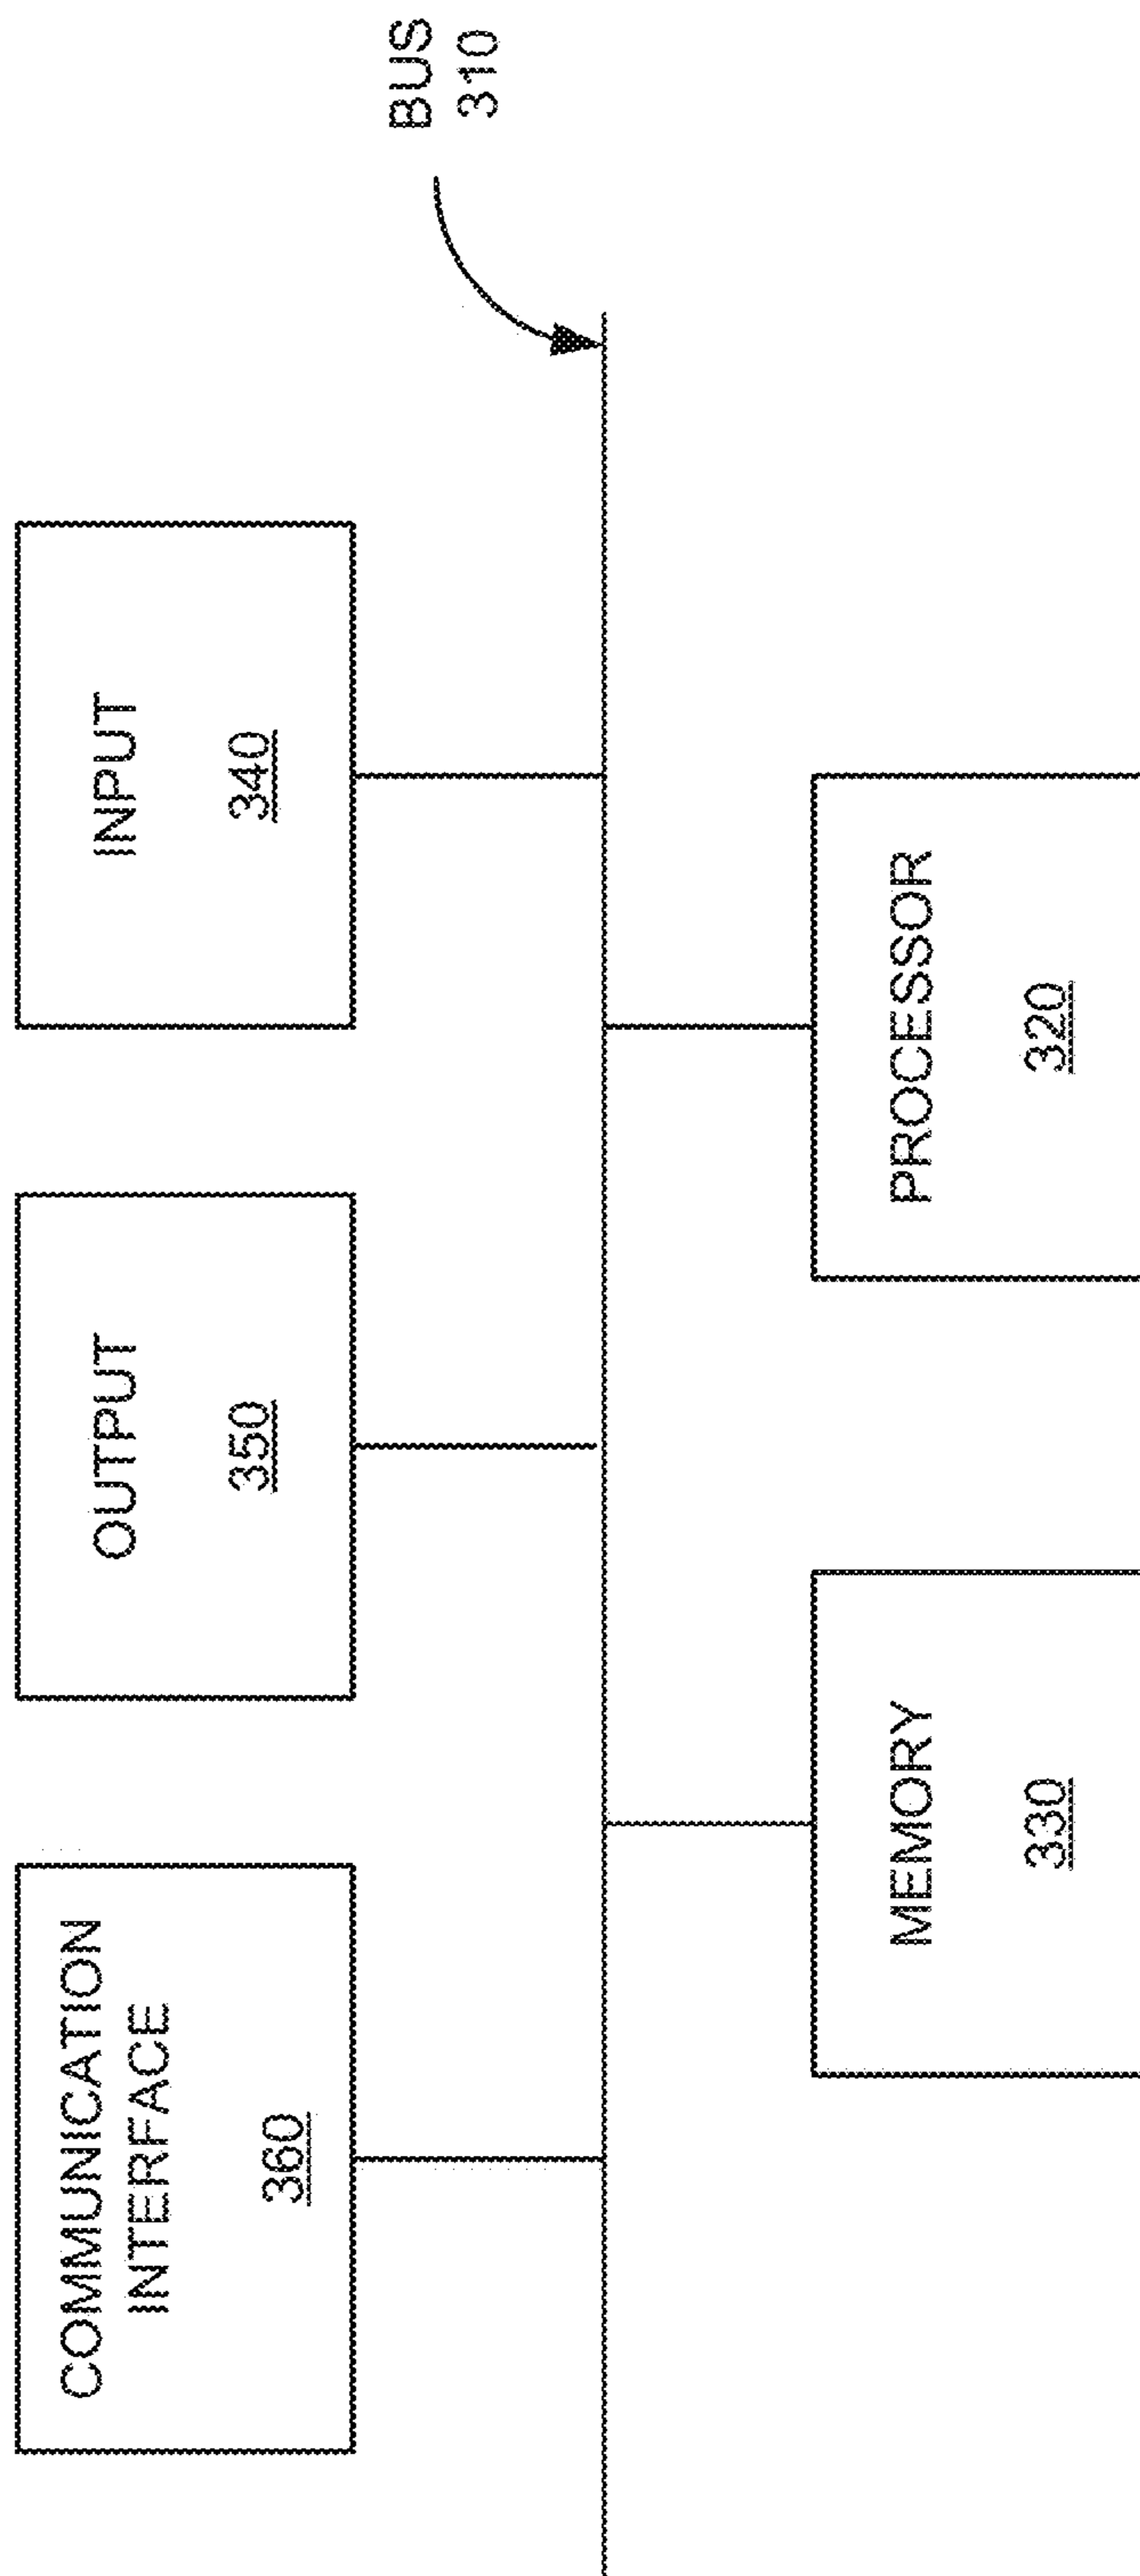 COMMUNICATION
INTERFACE
360
OUTPUT
350
INPUT
340
BUS
310
MEMORY
330
PROCESSOR
320